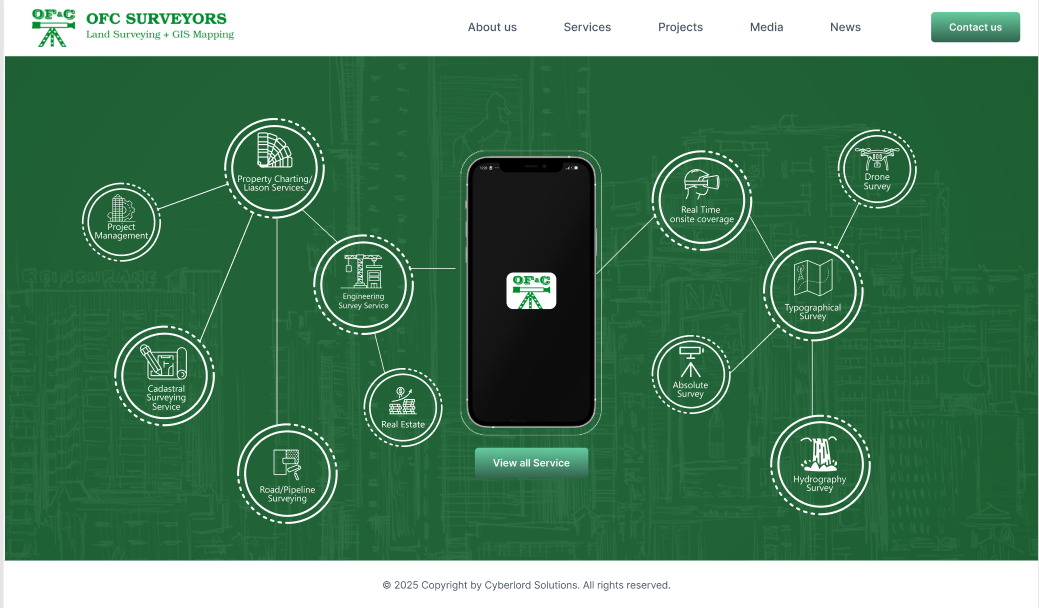 OF&C
OFC SURVEYORS
Land Surveying + GIS Mapping
About us
Services
Projects
Media
News
Contact us
Property Charting/
Liason Services.
Project
Management
Engineering
Survey Service
Cadastral
Surveying
Service
Real Estate
Road/Pipeline
Surveying
OF&C
View all Service
Real Time
onsite coverage
Drone
Survey
Typographical
Survey
Absolute
Survey
Hydrography
Survey
© 2025 Copyright by Cyberlord Solutions. All rights reserved.